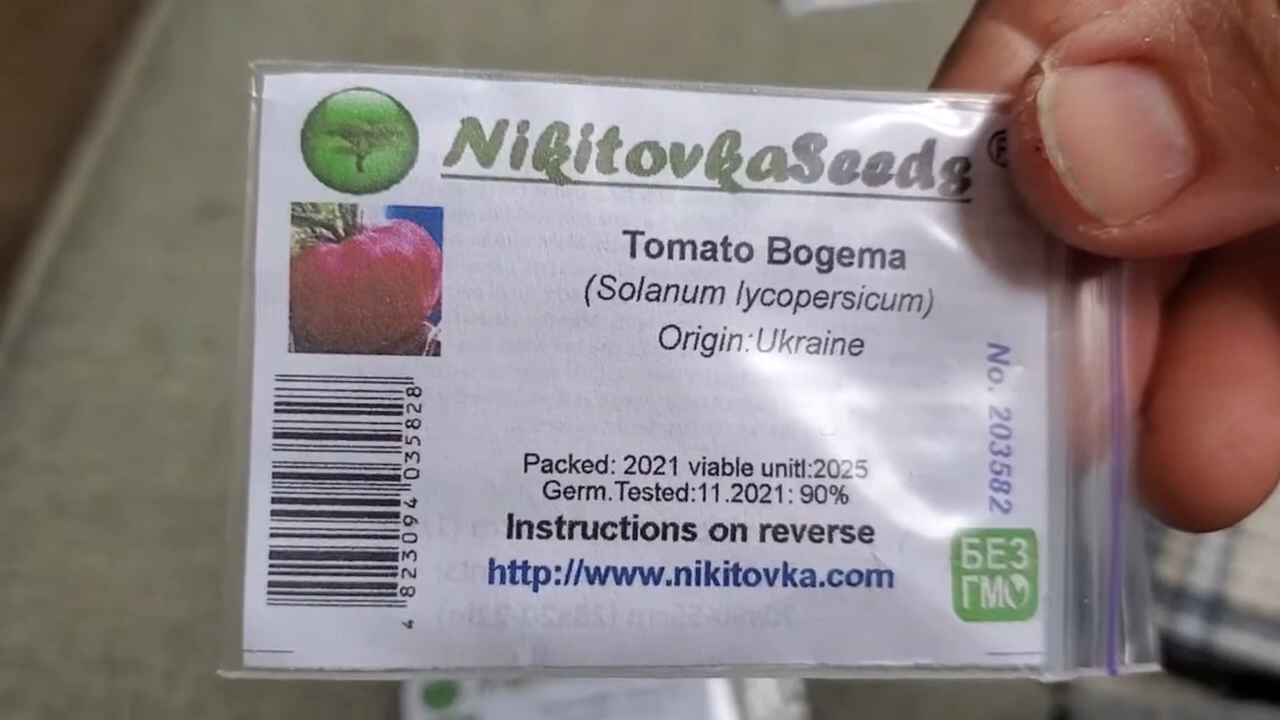 NikitovkaSeeds ®
Tomato Bogema
(Solanum lycopersicum)
Origin:Ukraine
No. 203582
4 823094 035828
Packed: 2021 viable unitl:2025
Germ.Tested:11.2021: 90%
Instructions on reverse
http://www.nikitovka.com
БЕЗ
ГМО